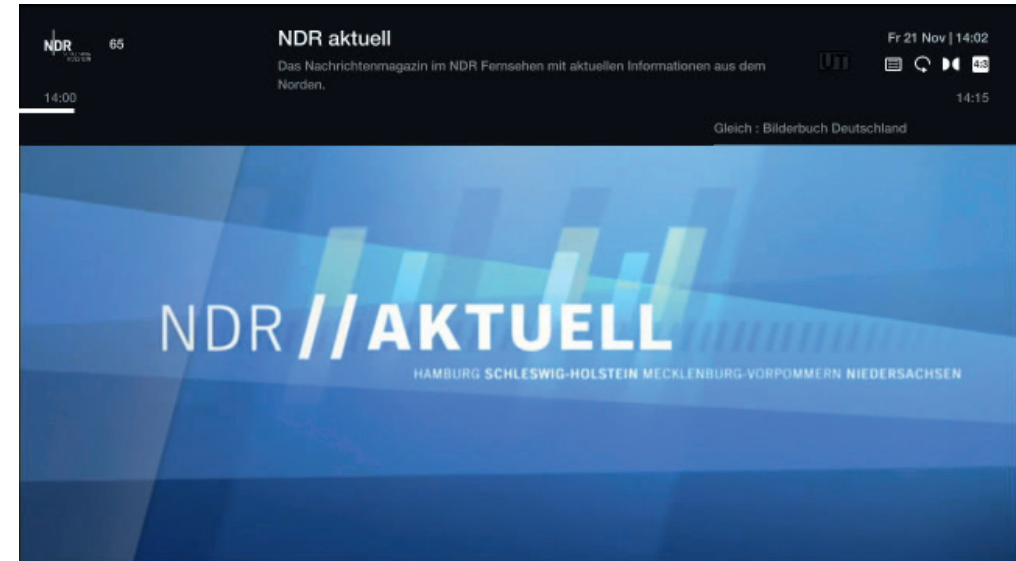 NDR 65
NDR aktuell
Das Nachrichtenmagazin im NDR Fernsehen mit aktuellen Informationen aus dem
Norden.
UT
Fr 21 Nov | 14:02
4:3
14:00
14:15
Gleich : Bilderbuch Deutschland
NDR//AKTUELL
HAMBURG SCHLESWIG-HOLSTEIN MECKLENBURG-VORPOMMERN NIEDERSACHSEN